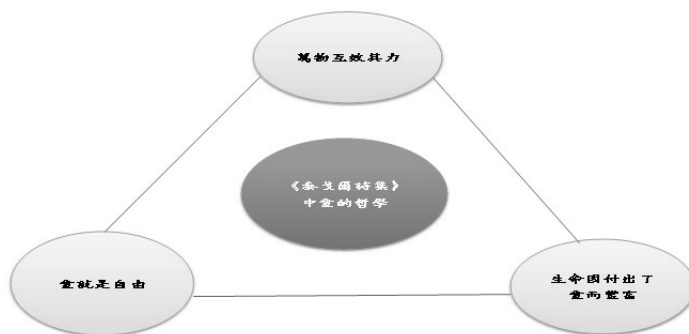 萬物互效其力
《泰戈爾詩集》
中愛的哲學
愛就是自由
生命因付出了
愛而豐富